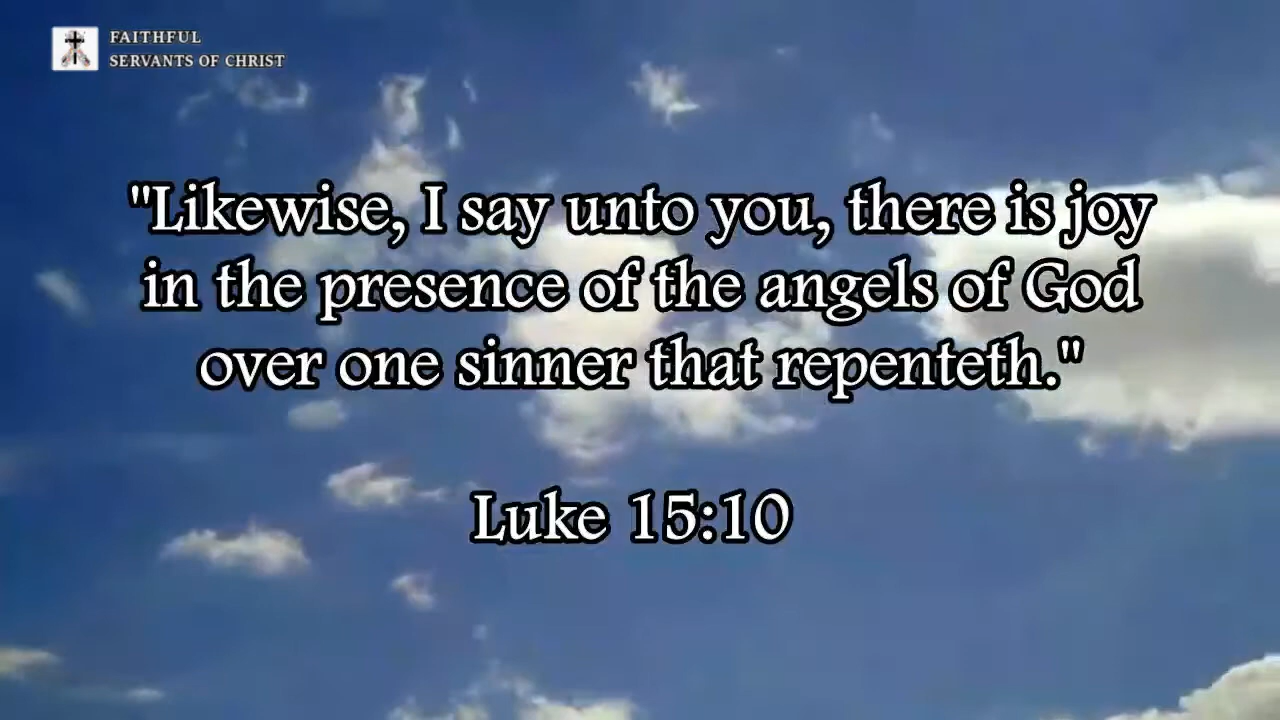 FAITHFUL
SERVANTS OF CHRIST
"Likewise, I say unto you, there is joy
in the presence of the angels of God
over one sinner that repenteth."
Luke 15:10